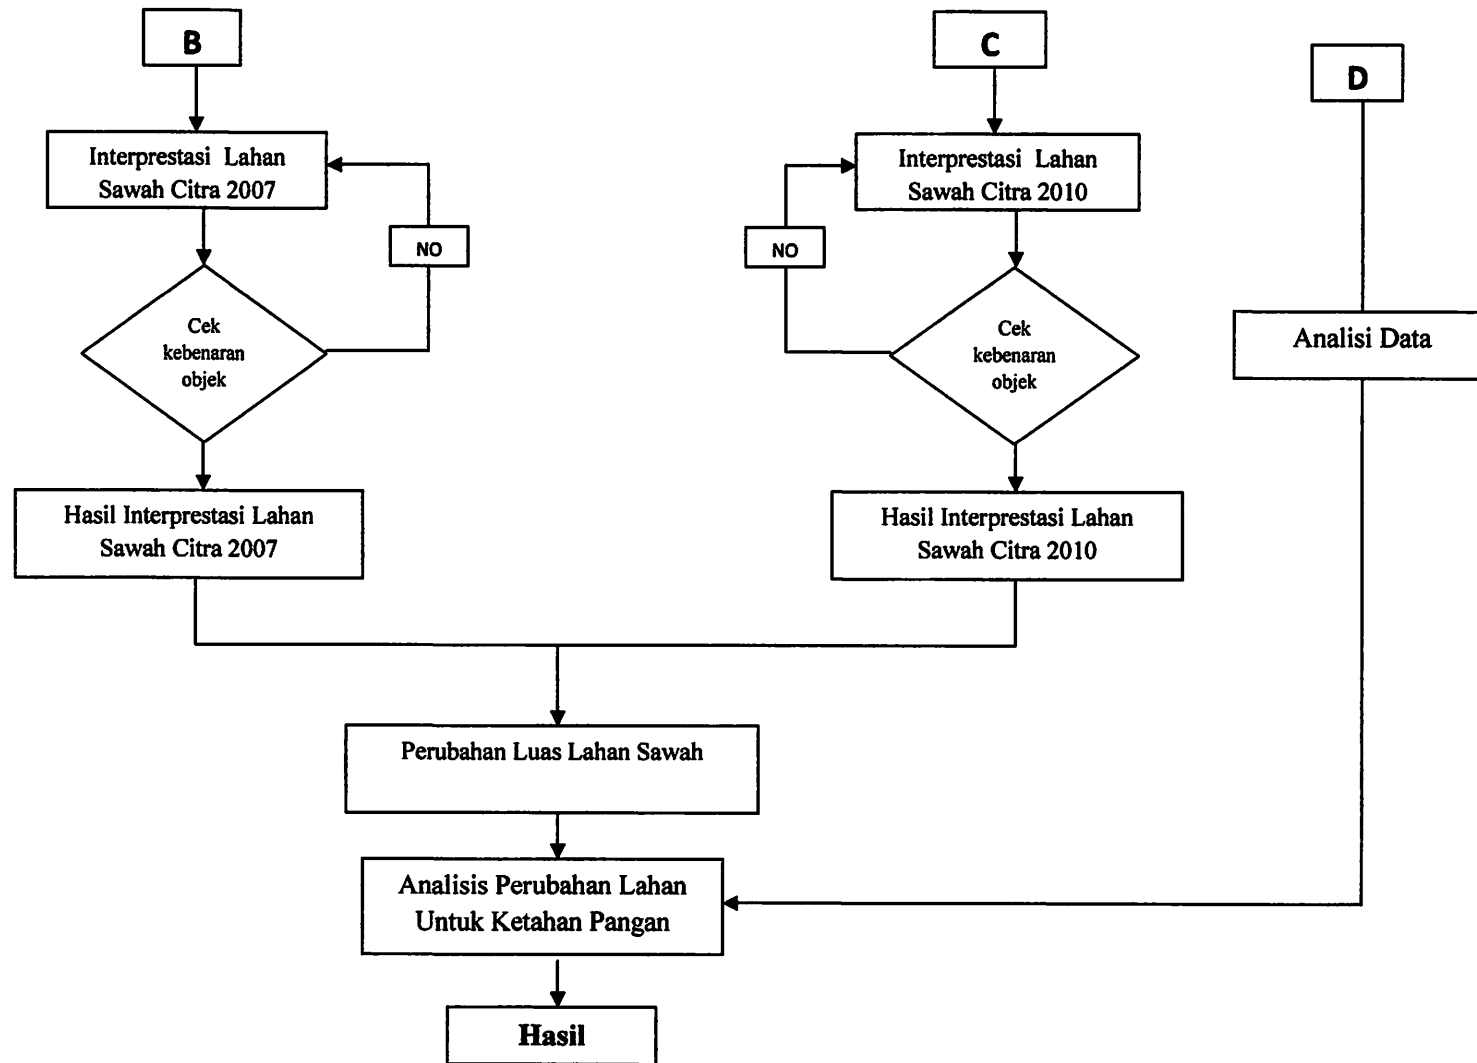 B
C
D
Interprestasi Lahan
Sawah Citra 2007
Interprestasi Lahan
Sawah Citra 2010
NO
NO
Cek
kebenaran
objek
Cek
kebenaran
objek
Analisi Data
Hasil Interprestasi Lahan
Sawah Citra 2007
Hasil Interprestasi Lahan
Sawah Citra 2010
Perubahan Luas Lahan Sawah
Analisis Perubahan Lahan
Untuk Ketahan Pangan
Hasil